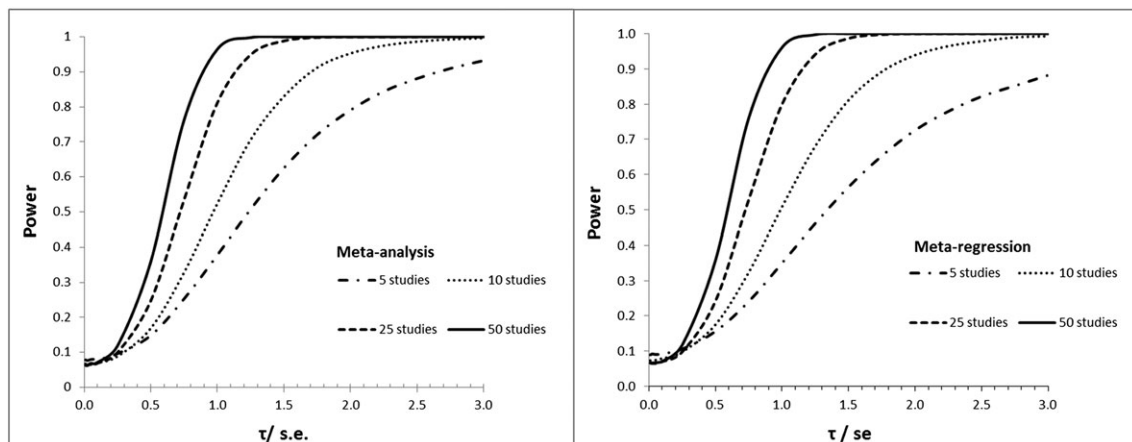 1
0.9
0.8
0.7
0.6
0.5
0.4
0.3
0.2
0.1
0
Power
0.0 0.5 1.0 1.5 2.0 2.5 3.0
τ/ s.e.
Meta-analysis
5 studies 10 studies
25 studies 50 studies
1.0
0.9
0.8
0.7
0.6
0.5
0.4
0.3
0.2
0.1
0.0
Power
0.0 0.5 1.0 1.5 2.0 2.5 3.0
τ / se
Meta-regression
5 studies 10 studies
25 studies 50 studies